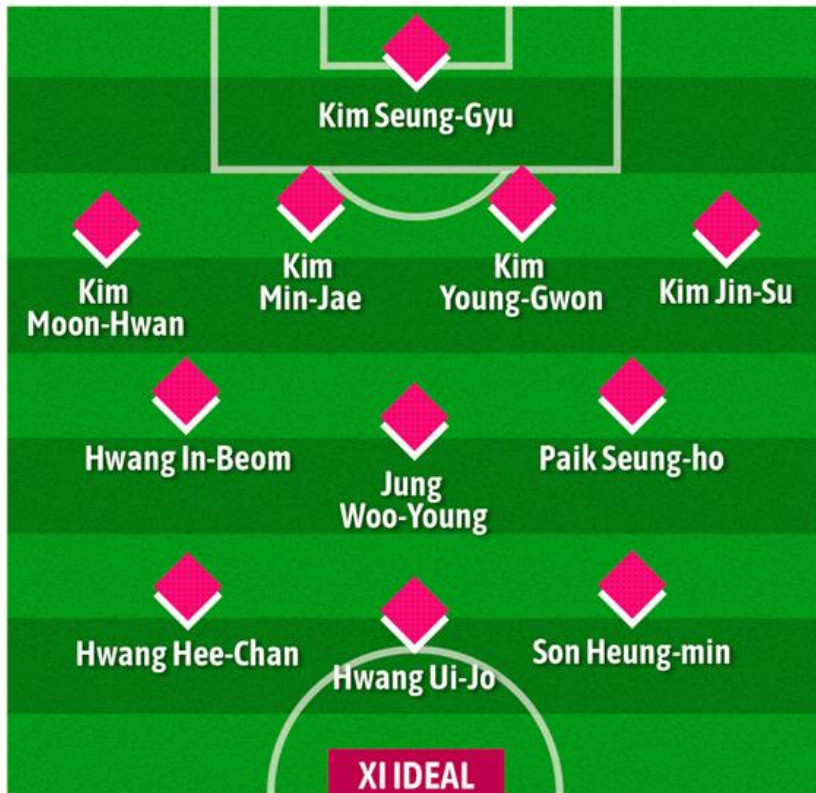 Kim Seung-Gyu
Kim
Moon-Hwan
Kim
Min-Jae
Kim
Young-Gwon
Kim Jin-Su
Hwang In-Beom
Jung
Woo-Young
Paik Seung-ho
Hwang Hee-Chan
Hwang Ui-Jo
Son Heung-min
XI IDEAL